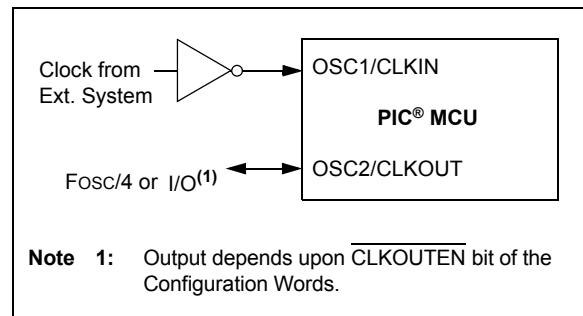 Clock from
Ext. System
OSC1/CLKIN
PIC® MCU
OSC2/CLKOUT
FOSC/4 or I/O(1)
Note 1: Output depends upon CLKOUTEN bit of the
Configuration Words.